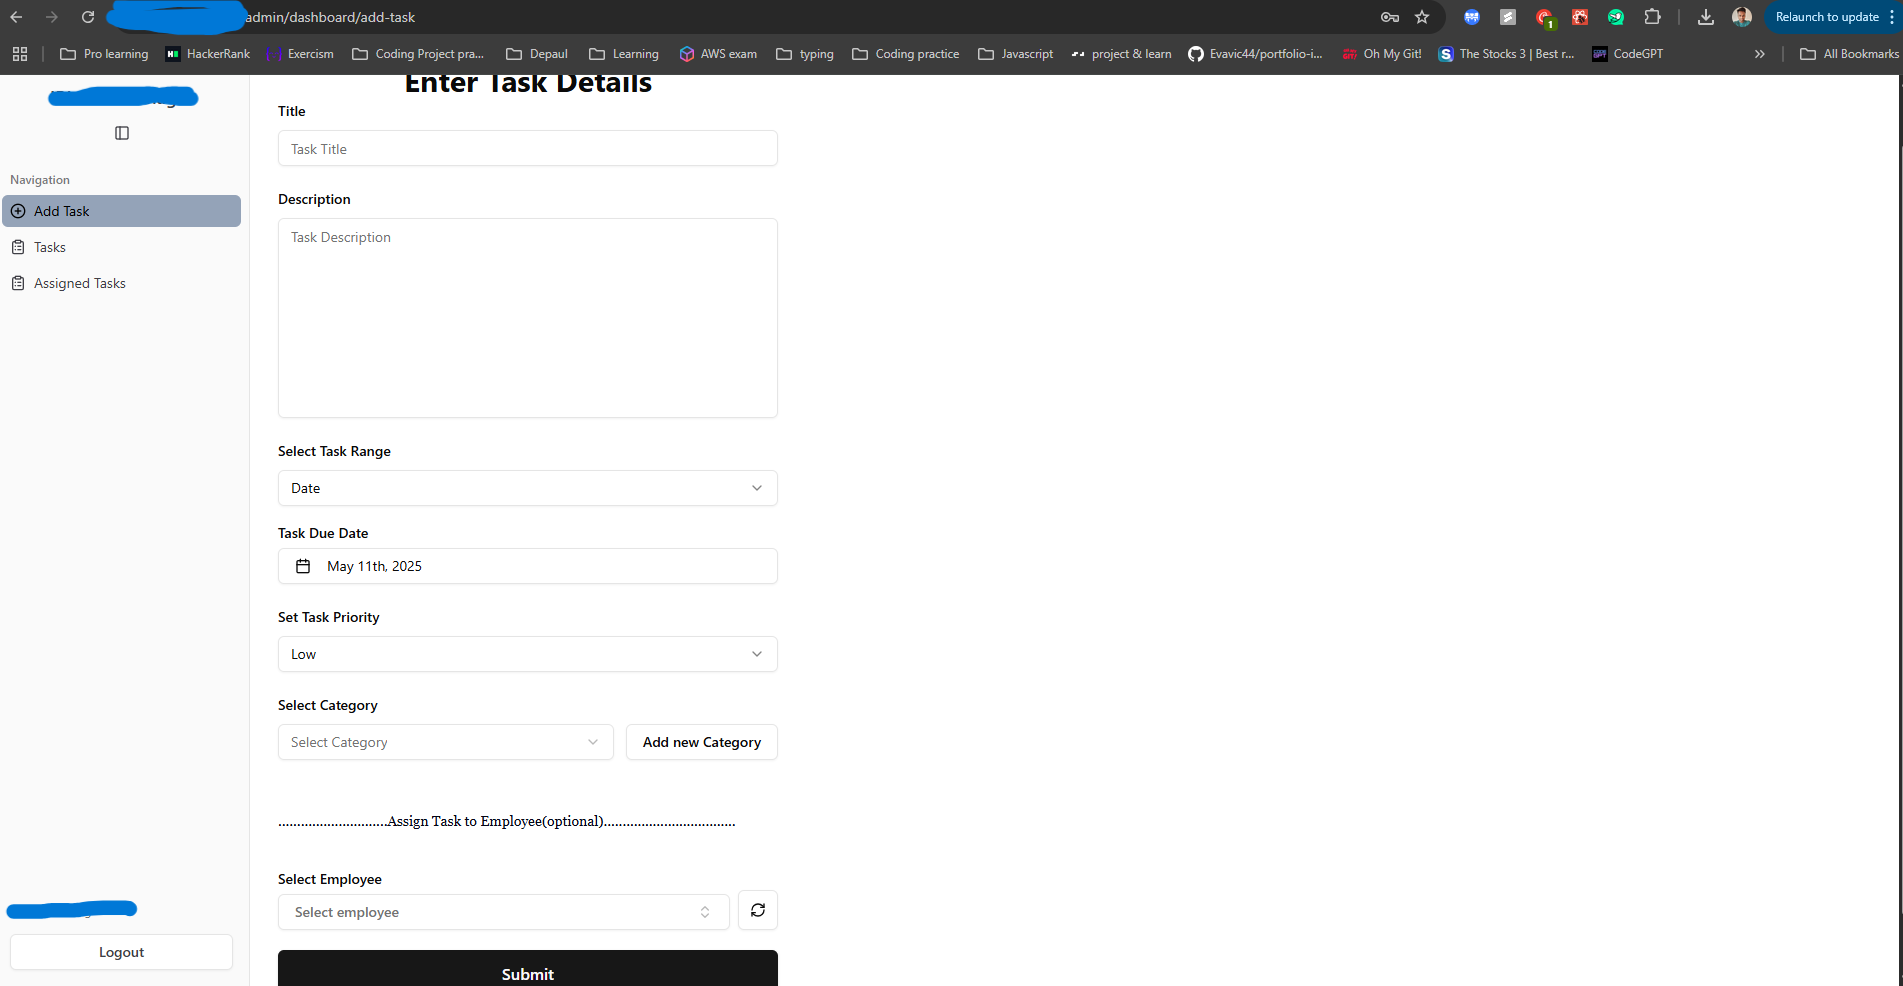 admin/dashboard/add-task
Relaunch to update
Pro learning
HackerRank
Exercism
Coding Project pra...
Depaul
Learning
AWS exam
typing
Coding practice
Javascript
project & learn
Evavic44/portfolio-i...
Oh My Git!
The Stocks 3 | Best r...
CodeGPT
All Bookmarks
Navigation
Add Task
Tasks
Assigned Tasks
Logout
Enter Task Details
Title
Task Title
Description
Task Description
Select Task Range
Date
Task Due Date
May 11th, 2025
Set Task Priority
Low
Select Category
Select Category
Add new Category
.............................Assign Task to Employee(optional)...................................
Select Employee
Select employee
Submit